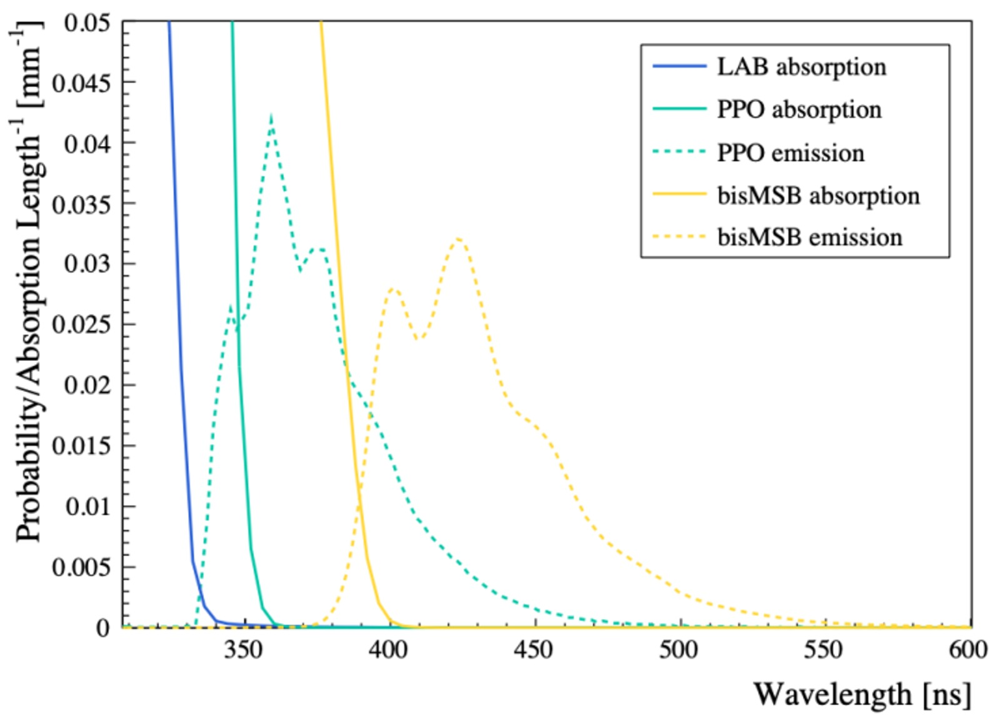 Probability/Absorption Length⁻¹ [mm⁻¹]
0.05
0.045
0.04
0.035
0.03
0.025
0.02
0.015
0.01
0.005
0
350
400
450
500
550
600
Wavelength [ns]
LAB absorption
PPO absorption
PPO emission
bisMSB absorption
bisMSB emission